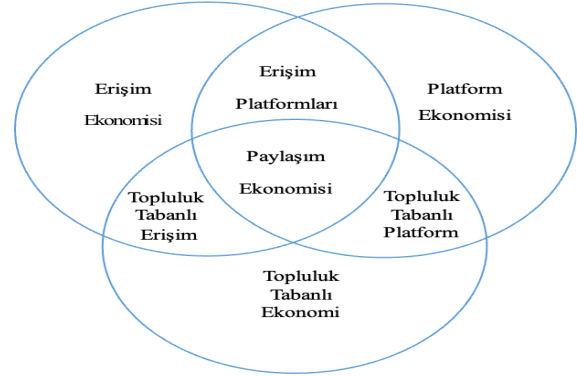 Erişim
Ekonomisi
Erişim
Platformları
Platform
Ekonomisi
Paylaşım
Ekonomisi
Topluluk
Tabanlı
Erişim
Topluluk
Tabanlı
Platform
Topluluk
Tabanlı
Ekonomi